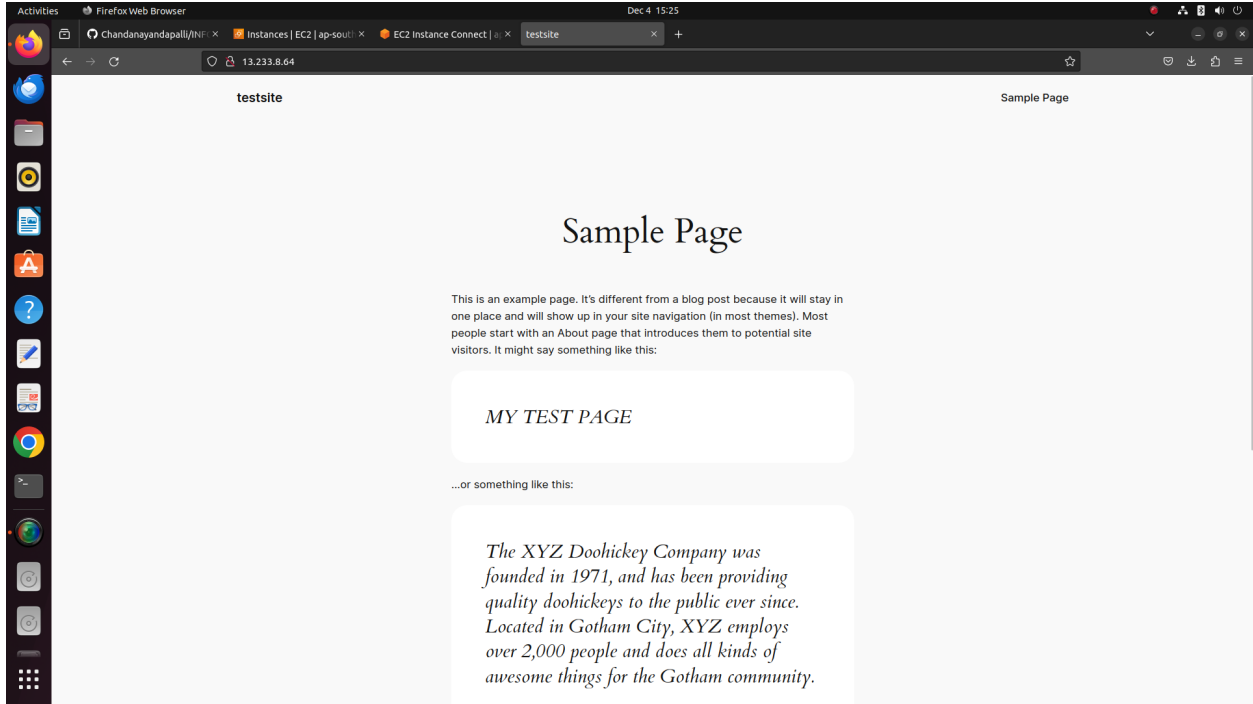 Activities
Firefox Web Browser
Dec 4 15:25
Chandanayandapalli/INFO
Instances | EC2 | ap-south
EC2 Instance Connect | ap
testsite
13.233.8.64
testsite
Sample Page
Sample Page
This is an example page. It's different from a blog post because it will stay in
one place and will show up in your site navigation (in most themes). Most
people start with an About page that introduces them to potential site
visitors. It might say something like this:
MY TEST PAGE
...or something like this:
The XYZ Doohickey Company was
founded in 1971, and has been providing
quality doohickeys to the public ever since.
Located in Gotham City, XYZ employs
over 2,000 people and does all kinds of
awesome things for the Gotham community.